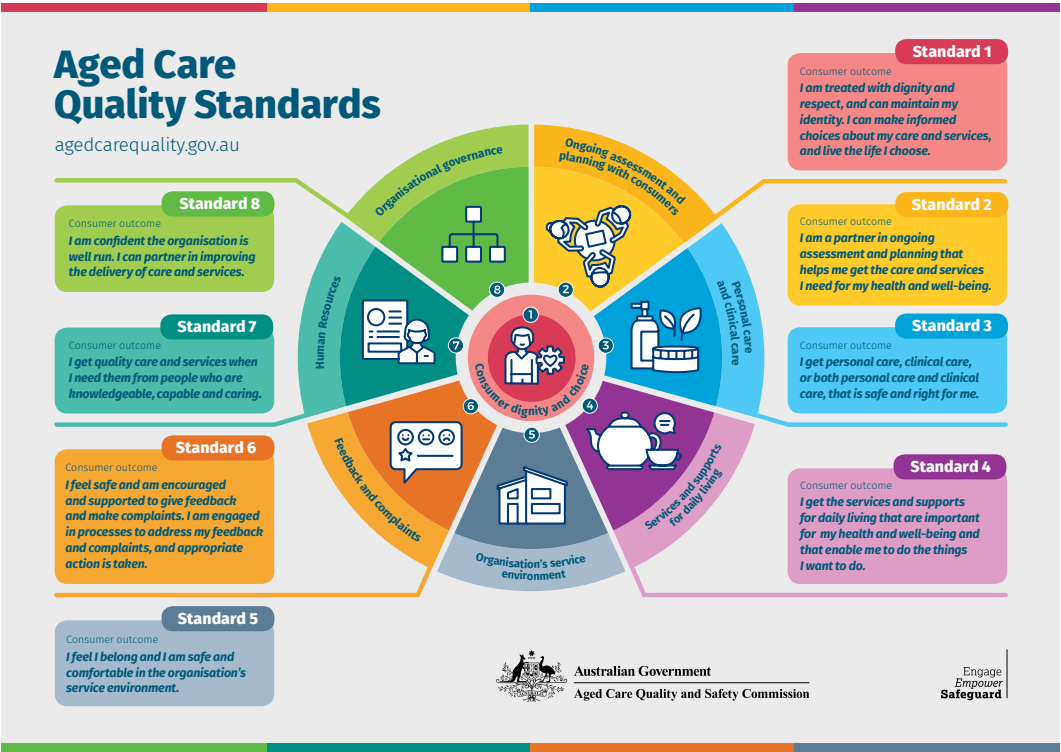 Aged Care
Quality Standards
agedcarequality.gov.au
Standard 1
Consumer outcome
I am treated with dignity and
respect, and can maintain my
identity. I can make informed
choices about my care and services,
and live the life I choose.
Standard 2
Consumer outcome
I am a partner in ongoing
assessment and planning that
helps me get the care and services
I need for my health and well-being.
Standard 3
Consumer outcome
I get personal care, clinical care,
or both personal care and clinical
care, that is safe and right for me.
Standard 4
Consumer outcome
I get the services and supports
for daily living that are important
for my health and well-being and
that enable me to do the things
I want to do.
Standard 8
Consumer outcome
I am confident the organisation is
well run. I can partner in improving
the delivery of care and services.
Standard 7
Consumer outcome
I get quality care and services when
I need them from people who are
knowledgeable, capable and caring.
Standard 6
Consumer outcome
I feel safe and am encouraged
and supported to give feedback
and make complaints. I am engaged
in processes to address my feedback
and complaints, and appropriate
action is taken.
Standard 5
Consumer outcome
I feel I belong and I am safe and
comfortable in the organisation's
service environment.
1
Consumer dignity and choice
2
Ongoing assessment and
planning with consumers
3
Personal care
and clinical care
4
Services and supports
for daily living
5
Organisation's service
environment
6
Feedback and complaints
7
Human Resources
8
Organisational governance
Australian Government
Aged Care Quality and Safety Commission
Engage
Empower
Safeguard